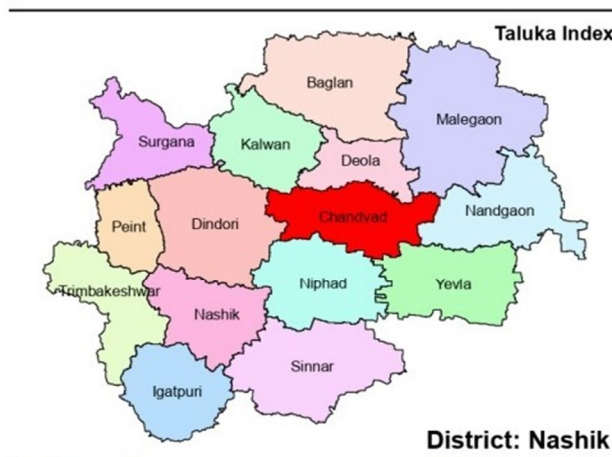 Taluka Index
Baglan
Malegaon
Surgana
Kalwan
Deola
Peint
Dindori
Chandvad
Nandgaon
Trimbakeshwar
Nashik
Niphad
Yevla
Igatpuri
Sinnar
District: Nashik